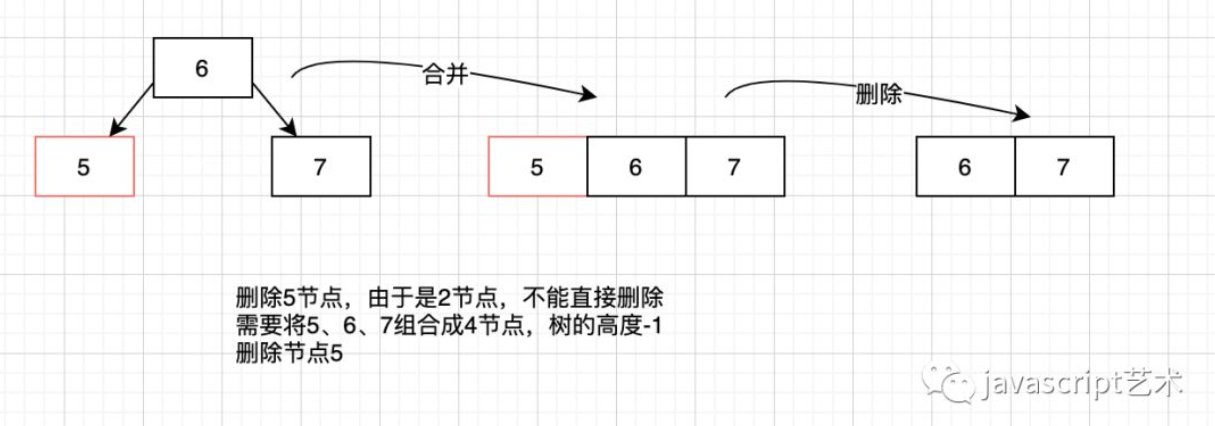 6
合并
删除
5
7
5 6 7
6 7
删除5节点，由于是2节点，不能直接删除
需要将5、6、7组合成4节点，树的高度-1
删除节点5
javascript艺术